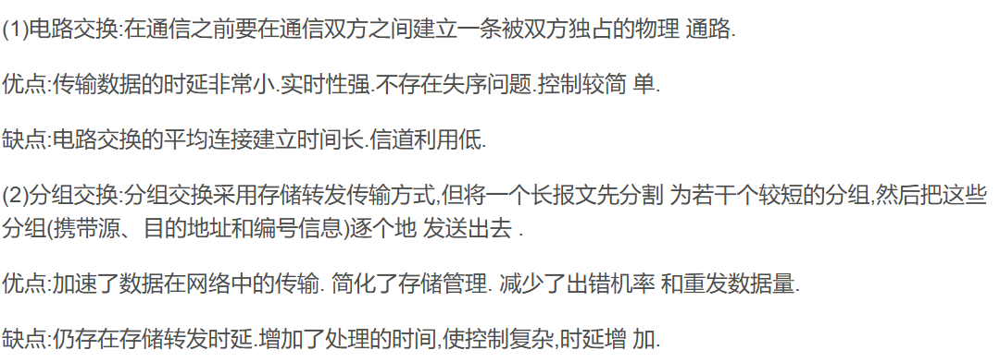 (1)电路交换:在通信之前要在通信双方之间建立一条被双方独占的物理 通路.
优点:传输数据的时延非常小.实时性强.不存在失序问题.控制较简 单.
缺点:电路交换的平均连接建立时间长.信道利用低.
(2)分组交换:分组交换采用存储转发传输方式,但将一个长报文先分割 为若干个较短的分组,然后把这些
分组(携带源、目的地址和编号信息)逐个地 发送出去 .
优点:加速了数据在网络中的传输. 简化了存储管理. 减少了出错机率 和重发数据量.
缺点:仍存在存储转发时延.增加了处理的时间,使控制复杂,时延增 加.